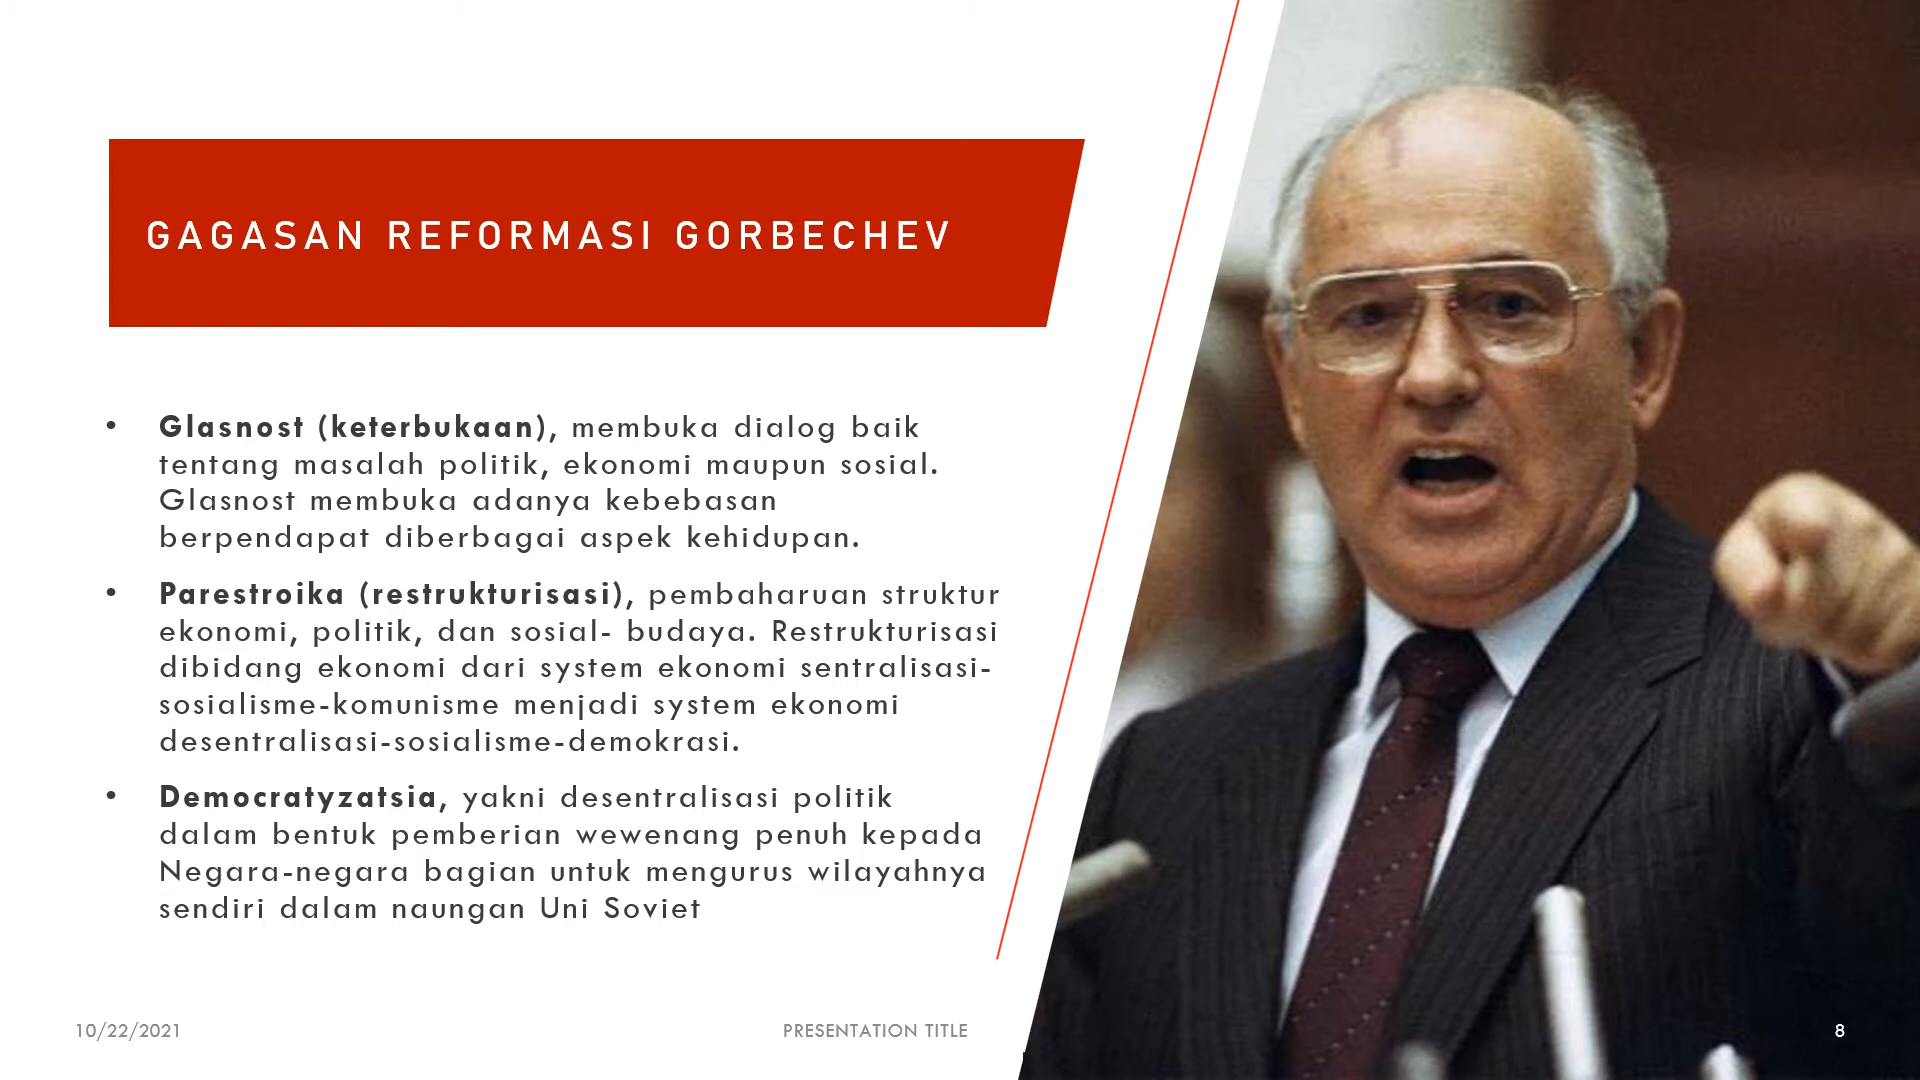 GAGASAN REFORMASI GORBECHEV
• Glasnost (keterbukaan), membuka dialog baik
tentang masalah politik, ekonomi maupun sosial.
Glasnost membuka adanya kebebasan
berpendapat diberbagai aspek kehidupan.
• Parestroika (restrukturisasi), pembaharuan struktur
ekonomi, politik, dan sosial- budaya. Restrukturisasi
dibidang ekonomi dari system ekonomi sentralisasi-
sosialisme-komunisme menjadi system ekonomi
desentralisasi-sosialisme-demokrasi.
• Democratyzatsia, yakni desentralisasi politik
dalam bentuk pemberian wewenang penuh kepada
Negara-negara bagian untuk mengurus wilayahnya
sendiri dalam naungan Uni Soviet
10/22/2021
PRESENTATION TITLE
8